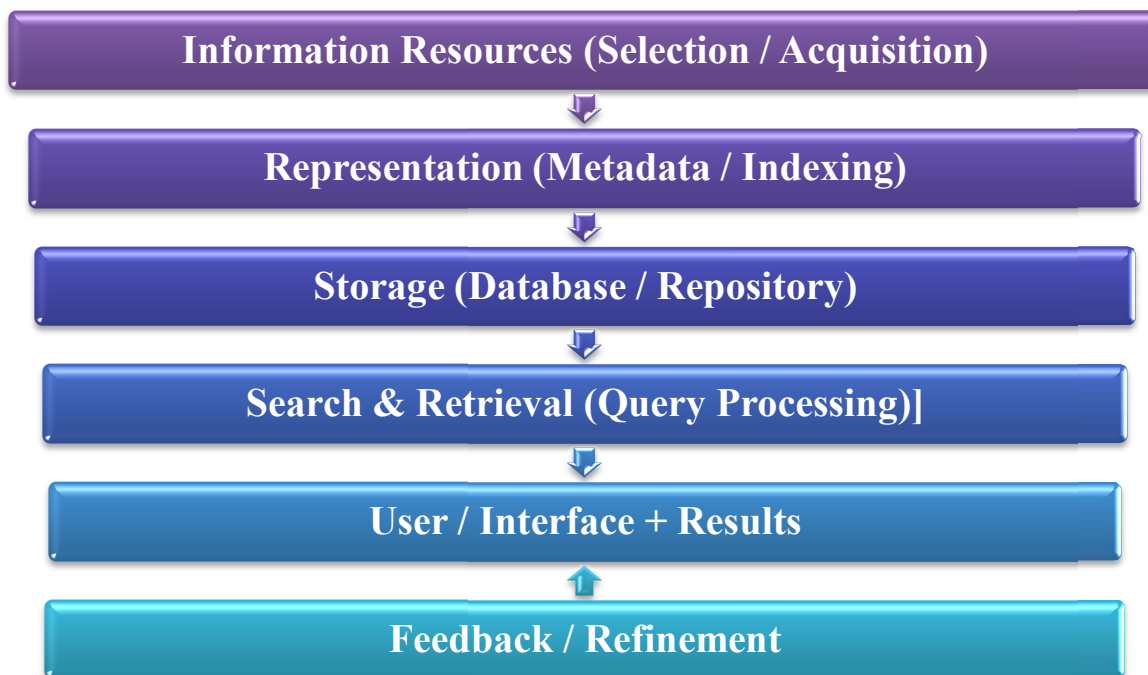 Information Resources (Selection / Acquisition)
Representation (Metadata / Indexing)
Storage (Database / Repository)
Search & Retrieval (Query Processing)]
User / Interface + Results
Feedback / Refinement